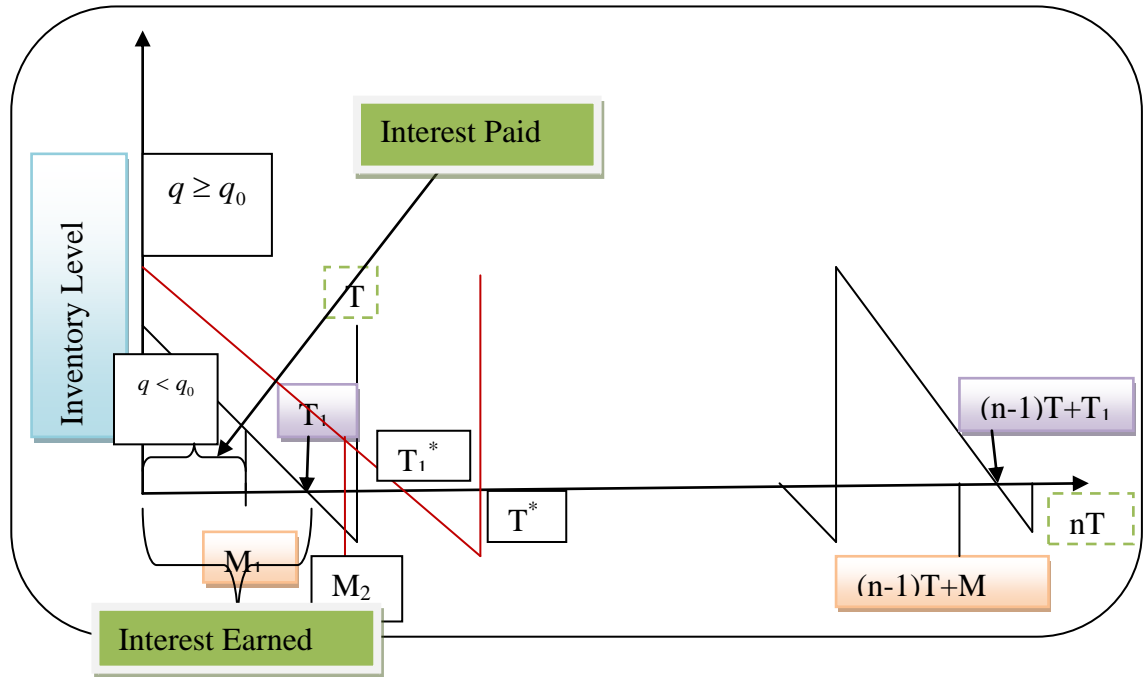 Interest Paid
q ≥ q₀
Inventory Level
T
q < q₀
T₁
(n-1)T+T₁
T₁*
T*
nT
M₁
M₂
(n-1)T+M
Interest Earned